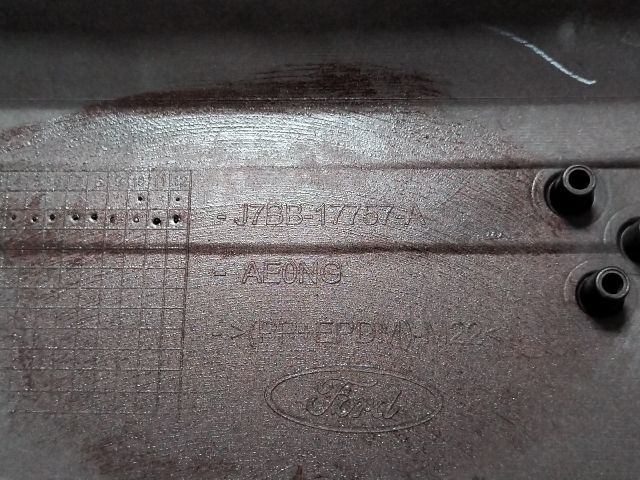 - J7BB-17757-A
- AE0NG
- >(PP+EPDM)-M22<
Ford